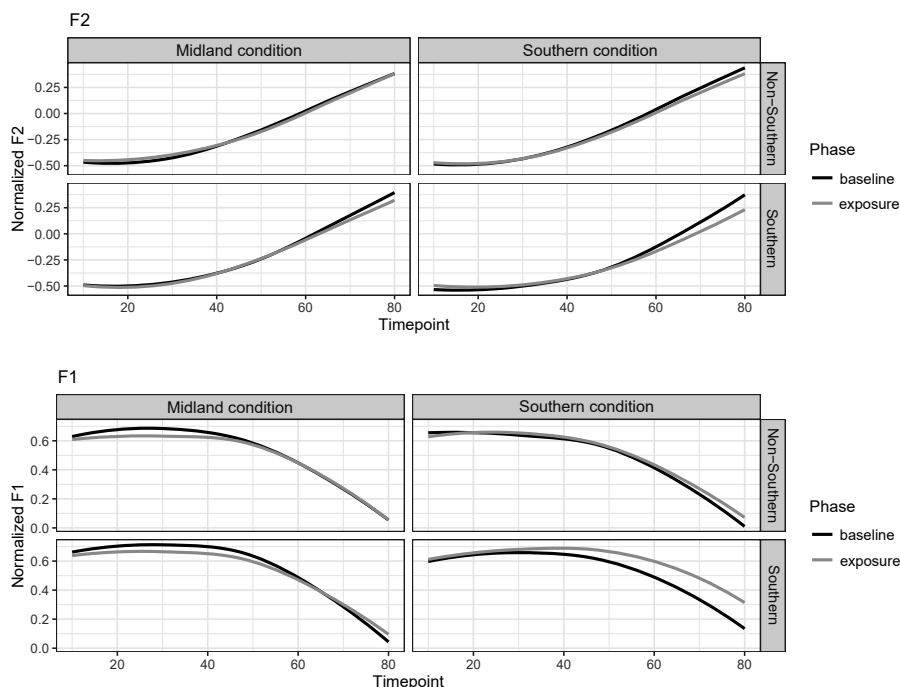 F2
Midland condition
Southern condition
Normalized F2
0.25
0.00
−0.25
−0.50
Non−Southern
0.25
0.00
−0.25
−0.50
Southern
20
40
60
80
20
40
60
80
Timepoint
Phase
baseline
exposure
F1
Midland condition
Southern condition
Normalized F1
0.6
0.4
0.2
0.0
Non−Southern
0.6
0.4
0.2
0.0
Southern
20
40
60
80
20
40
60
80
Timepoint
Phase
baseline
exposure